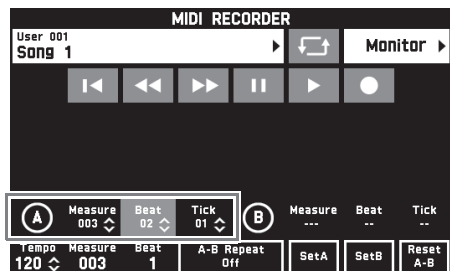 MIDI RECORDER
User 001
Song 1
Monitor
A Measure Beat Tick B Measure Beat Tick
003 02 01 --- -- --
Tempo Measure Beat A-B Repeat SetA SetB Reset
120 003 1 Off A-B